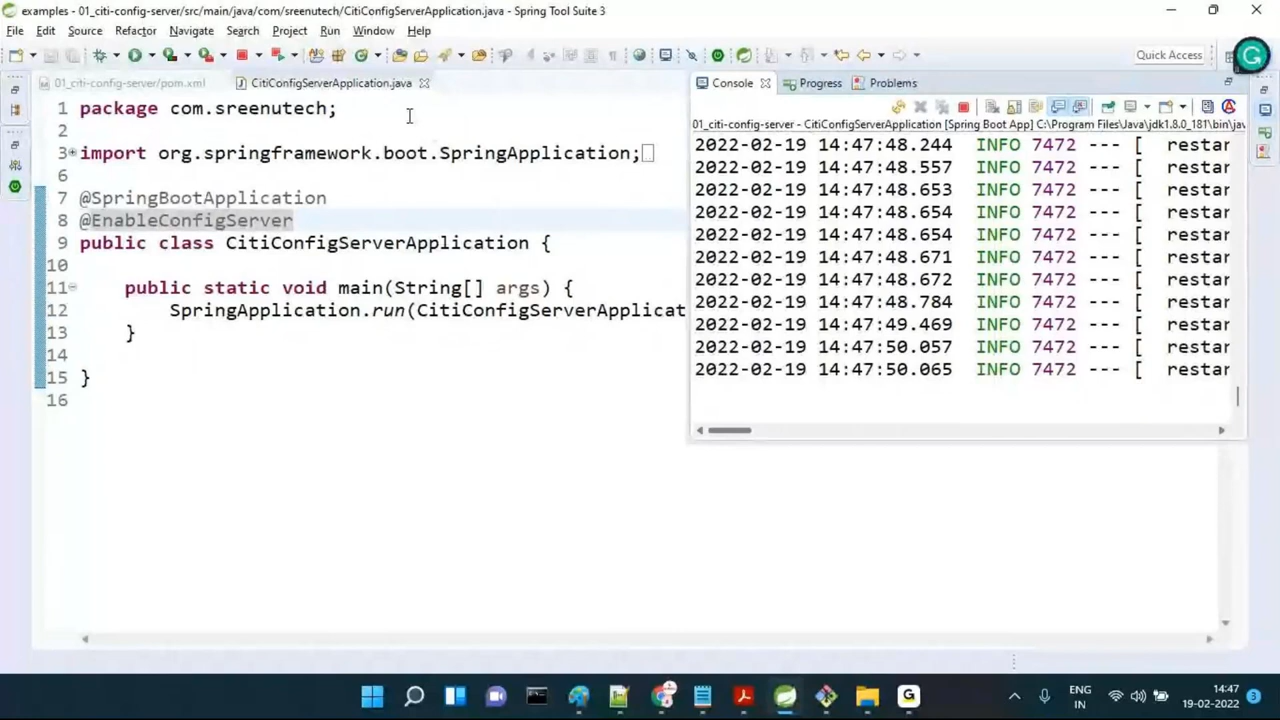 examples - 01_citi-config-server/src/main/java/com/sreenutech/CitiConfigServerApplication.java - Spring Tool Suite 3
File Edit Source Refactor Navigate Search Project Run Window Help
Quick Access
01_citi-config-server/pom.xml
CitiConfigServerApplication.java
1 package com.sreenutech;
2
3 import org.springframework.boot.SpringApplication;
6
7 @SpringBootApplication
8 @EnableConfigServer
9 public class CitiConfigServerApplication {
10
11 public static void main(String[] args) {
12 SpringApplication.run(CitiConfigServerApplicat
13 }
14
15 }
16
Console Progress Problems
01_citi-config-server - CitiConfigServerApplication [Spring Boot App] C:\Program Files\Java\jdk1.8.0_181\bin\jav
2022-02-19 14:47:48.244 INFO 7472 --- [ restar
2022-02-19 14:47:48.557 INFO 7472 --- [ restar
2022-02-19 14:47:48.653 INFO 7472 --- [ restar
2022-02-19 14:47:48.654 INFO 7472 --- [ restar
2022-02-19 14:47:48.654 INFO 7472 --- [ restar
2022-02-19 14:47:48.671 INFO 7472 --- [ restar
2022-02-19 14:47:48.672 INFO 7472 --- [ restar
2022-02-19 14:47:48.784 INFO 7472 --- [ restar
2022-02-19 14:47:49.469 INFO 7472 --- [ restar
2022-02-19 14:47:50.057 INFO 7472 --- [ restar
2022-02-19 14:47:50.065 INFO 7472 --- [ restar
ENG
IN
14:47
19-02-2022
3